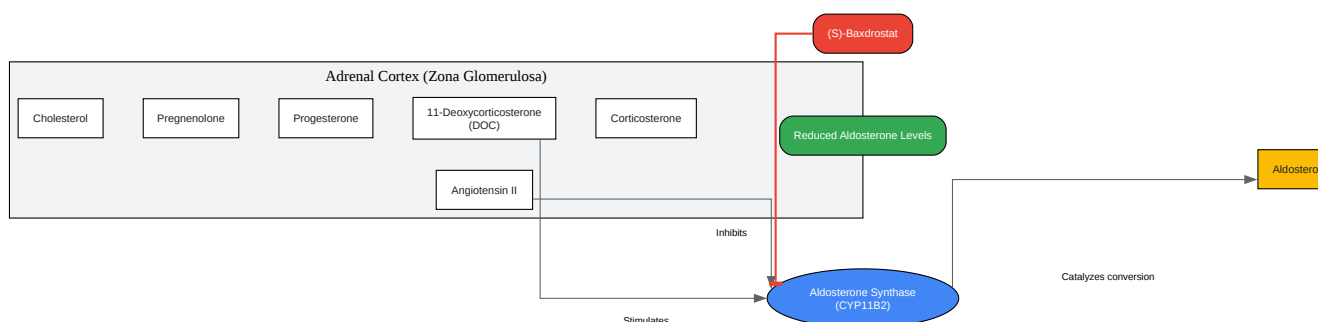 (S)-Baxdrostat
Adrenal Cortex (Zona Glomerulosa)
Cholesterol
Pregnenolone
Progesterone
11-Deoxycorticosterone
(DOC)
Corticosterone
Reduced Aldosterone Levels
Angiotensin II
Inhibits
Catalyzes conversion
Aldosterone Synthase
(CYP11B2)
Stimulates